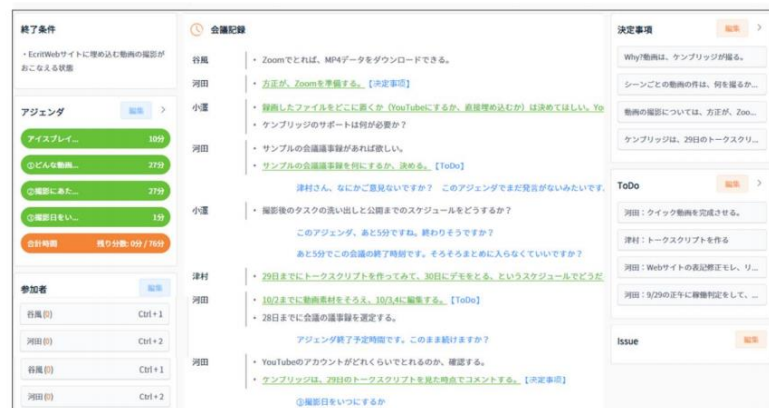 終了条件
・EcritWebサイトに埋め込む動画の撮影が
おこなえる状態
アジェンダ
編集
アイスブレイ... 10分
①どんな動画... 27分
②撮影にあた... 27分
③撮影日をい... 1分
合計時間 残り分数: 0分 / 76分
参加者
編集
谷風(0) Ctrl + 1
河田(0) Ctrl + 2
谷風(0) Ctrl + 1
河田(0) Ctrl + 2
会議記録
谷風 • Zoomでとれば、MP4データをダウンロードできる。
河田 • 方正が、Zoomを準備する。【決定事項】
小澤 • 録画したファイルをどこに置くか（YouTubeにするか、直接埋め込むか）は決めてほしい。Yo
• ケンブリッジのサポートは何が必要か？
河田 • サンプルの会議議事録があれば欲しい。
• サンプルの会議議事録を何にするか、決める。【ToDo】
津村さん、なにかご意見ないですか？ このアジェンダでまだ発言がないみたいです
小澤 • 撮影後のタスクの洗い出しと公開までのスケジュールをどうするか？
このアジェンダ、あと5分ですね。終わりそうですか？
あと5分でこの会議の終了時刻です。そろそろまとめに入らなくていいですか？
津村 • 29日までにトークスクリプトを作ってみて、30日にデモをとる、というスケジュールでどうだ
河田 • 10/2までに動画素材をそろえ、10/3,4に編集する。【ToDo】
• 28日までに会議の議事録を選定する。
アジェンダ終了予定時間です。このまま続けますか？
河田 • YouTubeのアカウントがどれくらいでとれるのか、確認する。
• ケンブリッジは、29日のトークスクリプトを見た時点でコメントする。【決定事項】
③撮影日をいつにするか
決定事項
編集
Why?動画は、ケンブリッジが撮る。
シーンごとの動画の件は、何を撮るか...
動画の撮影については、方正が、Zoo...
ケンブリッジは、29日のトークスクリ...
ToDo
編集
河田：クイック動画を完成させる。
津村：トークスクリプトを作る
河田：Webサイトの表記修正モレ、リ...
河田：9/29の正午に稼働判定をして、...
Issue
編集